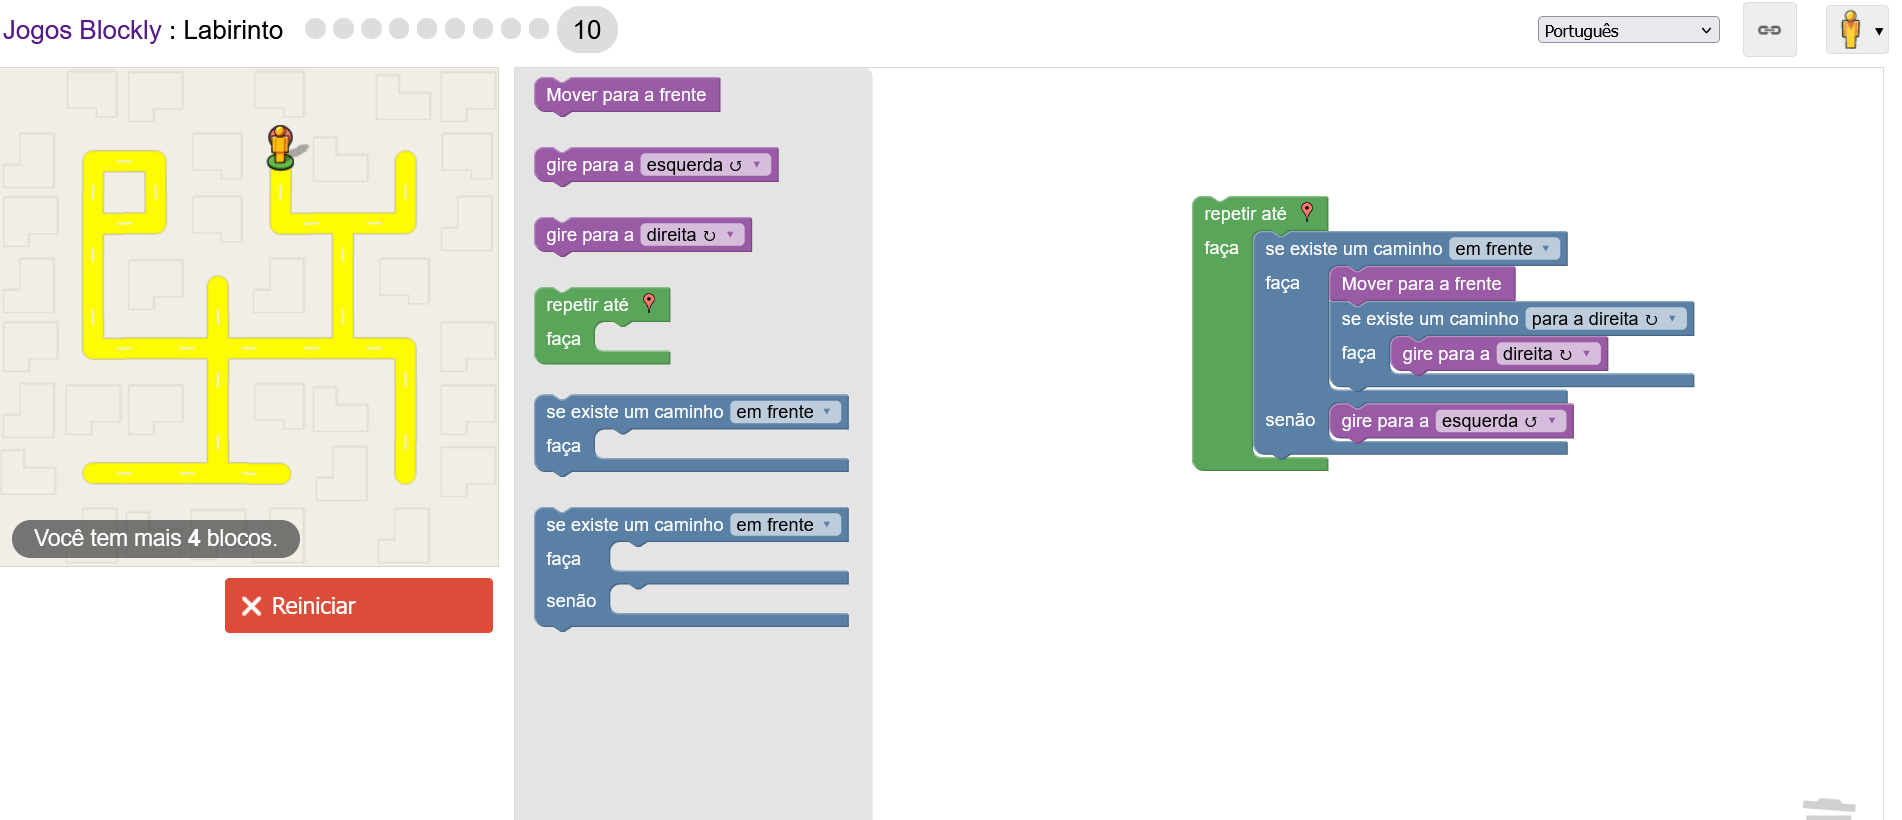 Jogos Blockly : Labirinto 10
Português
Mover para a frente
gire para a esquerda ↺
gire para a direita ↻
repetir até
faça
se existe um caminho em frente
faça
se existe um caminho em frente
faça
senão
repetir até
faça
se existe um caminho em frente
faça
Mover para a frente
se existe um caminho para a direita ↻
faça
gire para a direita ↻
senão
gire para a esquerda ↺
Você tem mais 4 blocos.
Reiniciar